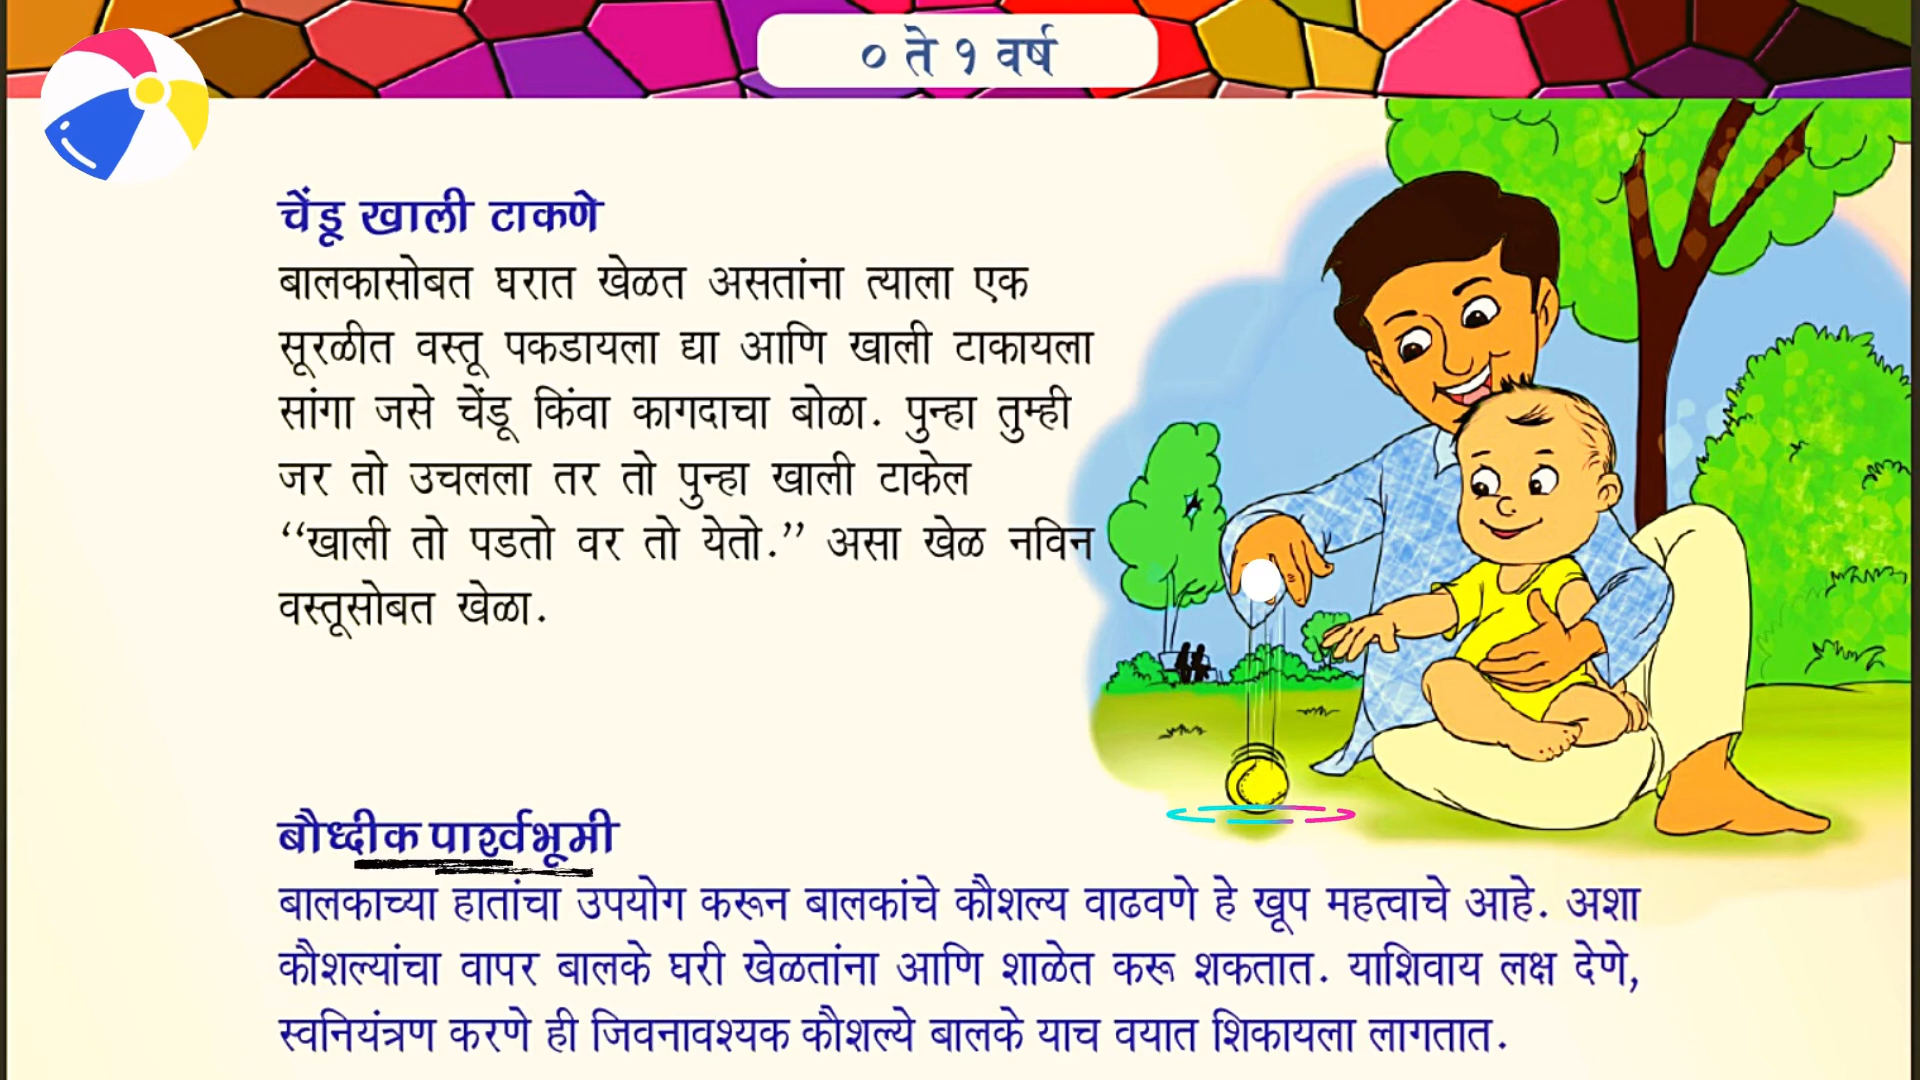 ० ते १ वर्ष
चेंडू खाली टाकणे
बालकासोबत घरात खेळत असतांना त्याला एक
सूरळीत वस्तू पकडायला द्या आणि खाली टाकायला
सांगा जसे चेंडू किंवा कागदाचा बोळा. पुन्हा तुम्ही
जर तो उचलला तर तो पुन्हा खाली टाकेल
“खाली तो पडतो वर तो येतो.” असा खेळ नविन
वस्तूसोबत खेळा.
बौध्दीक पार्श्वभूमी
बालकाच्या हातांचा उपयोग करून बालकांचे कौशल्य वाढवणे हे खूप महत्वाचे आहे. अशा
कौशल्यांचा वापर बालके घरी खेळतांना आणि शाळेत करू शकतात. याशिवाय लक्ष देणे,
स्वनियंत्रण करणे ही जिवनावश्यक कौशल्ये बालके याच वयात शिकायला लागतात.